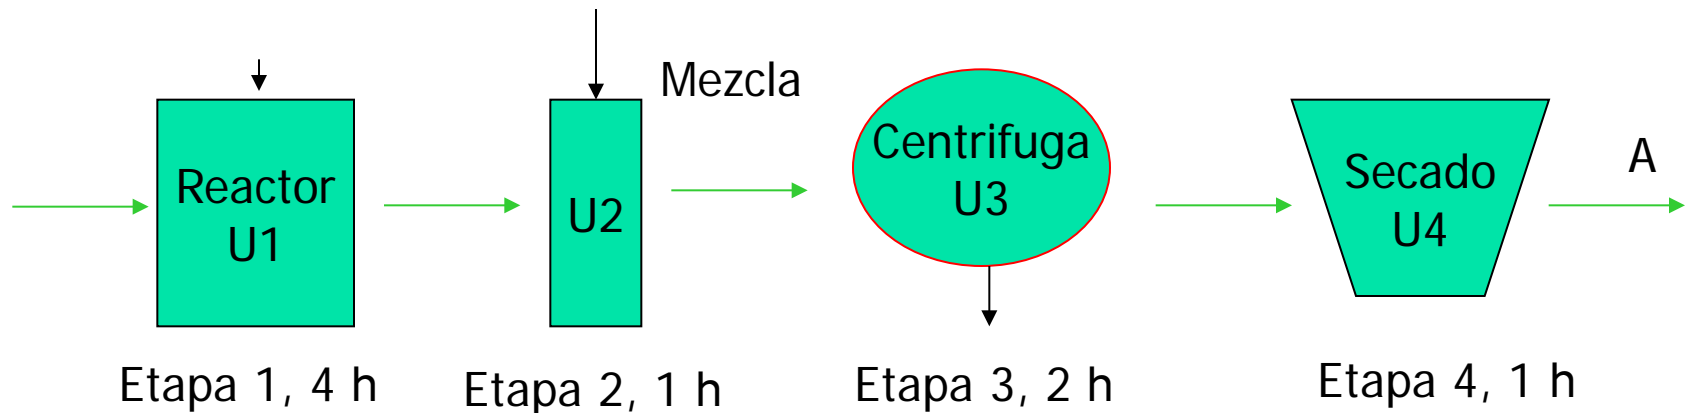 Mezcla
Reactor
U1
U2
Centrifuga
U3
Secado
U4
A
Etapa 1, 4 h
Etapa 2, 1 h
Etapa 3, 2 h
Etapa 4, 1 h